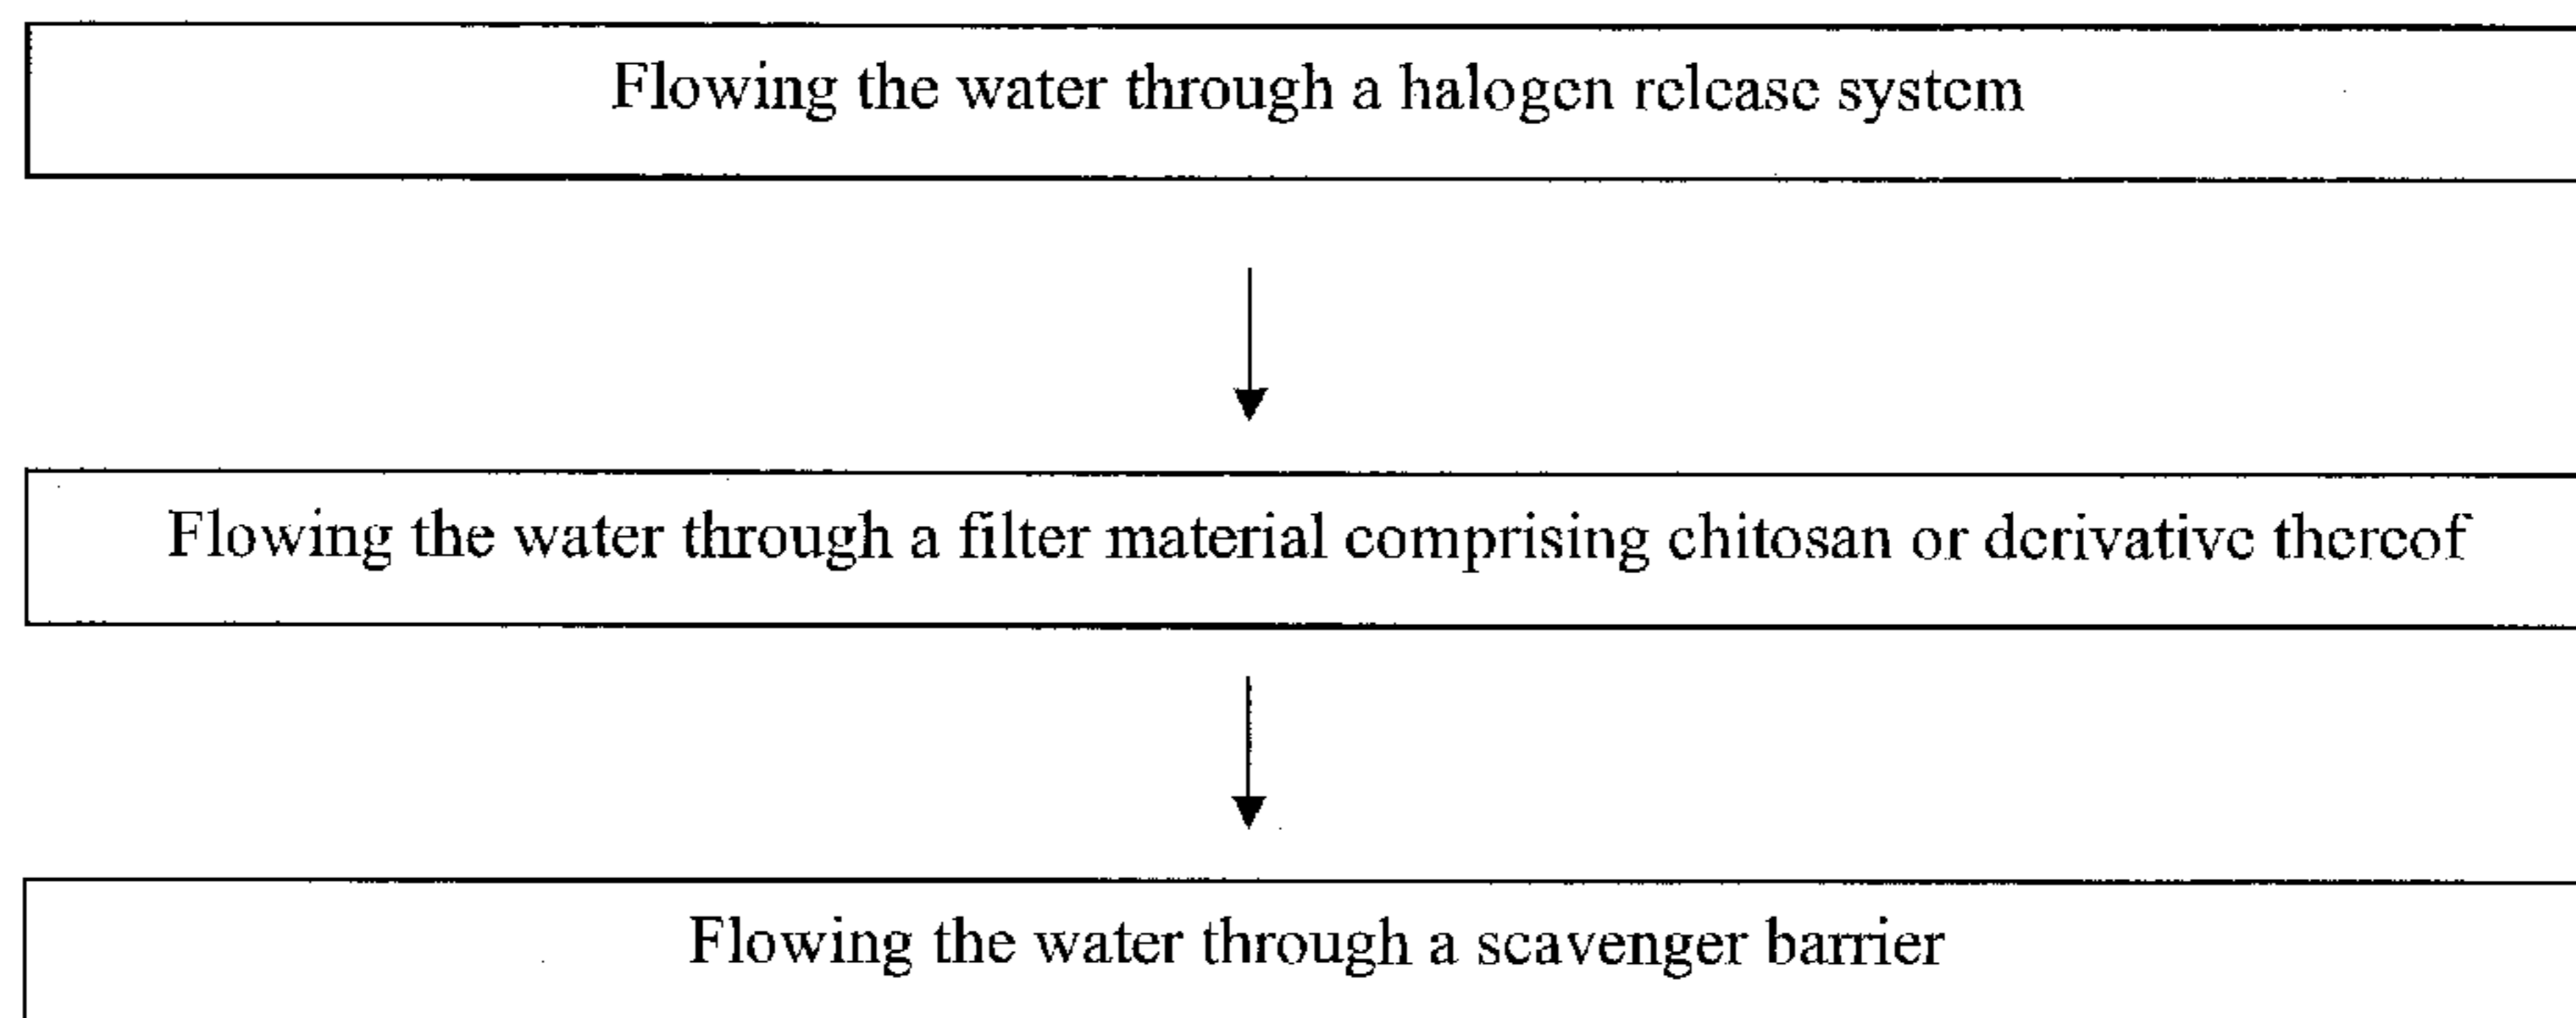 Flowing the water through a halogen release system
Flowing the water through a filter material comprising chitosan or derivative thereof
Flowing the water through a scavenger barrier